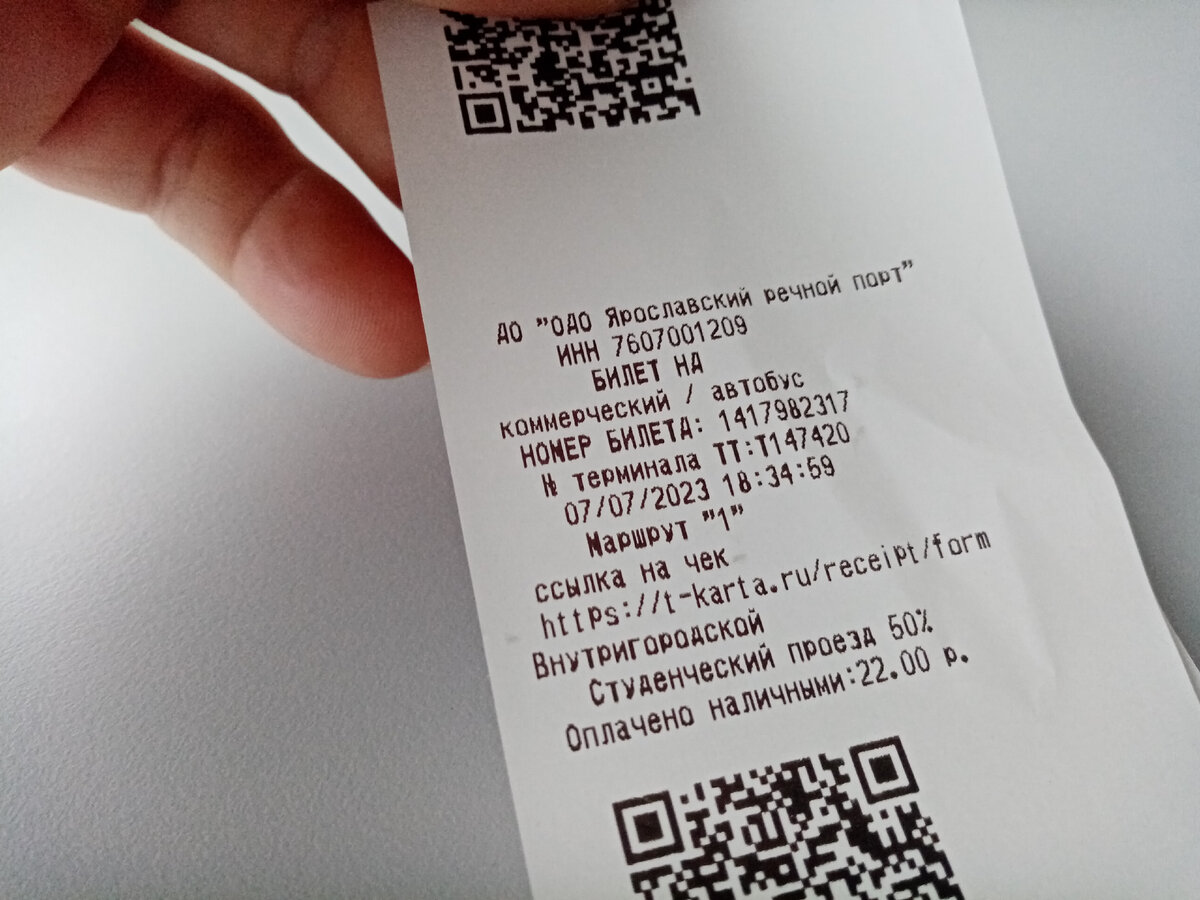 ДО "ОДО Ярославский речной порт"
ИНН 7607001209
БИЛЕТ НА
коммерческий / автобус
НОМЕР БИЛЕТА: 1417982317
№ терминала ТТ:Т147420
07/07/2023 18:34:59
Маршрут "1"
ссылка на чек
https://t-karta.ru/receipt/form
Внутригородской
Студенческий проезд 50%
Оплачено наличными:22.00 р.